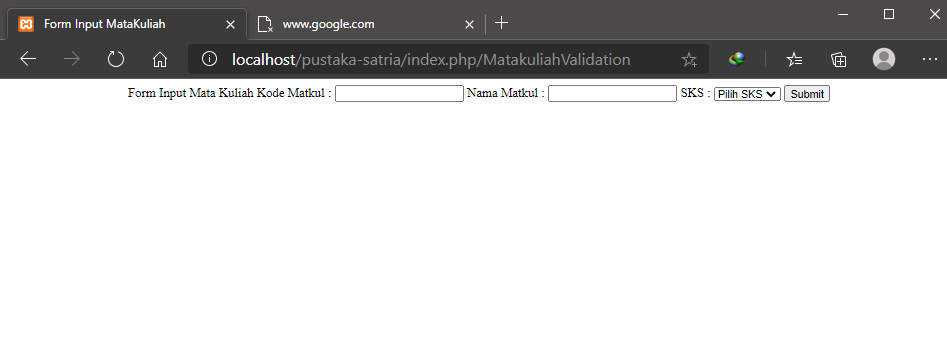 Form Input MataKuliah
www.google.com
localhost/pustaka-satria/index.php/MatakuliahValidation
Form Input Mata Kuliah Kode Matkul : Nama Matkul : SKS : Pilih SKS Submit